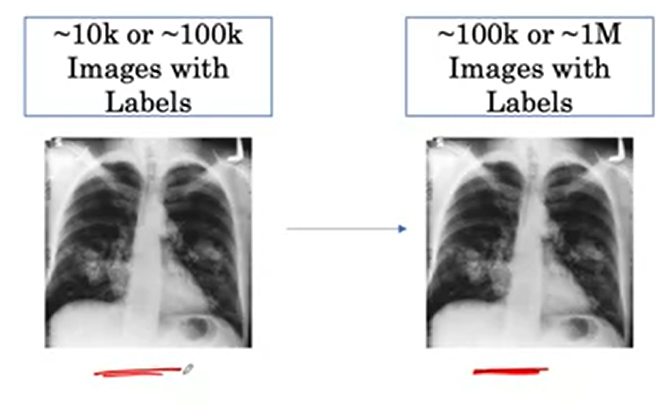 ~10k or ~100k
Images with
Labels
~100k or ~1M
Images with
Labels